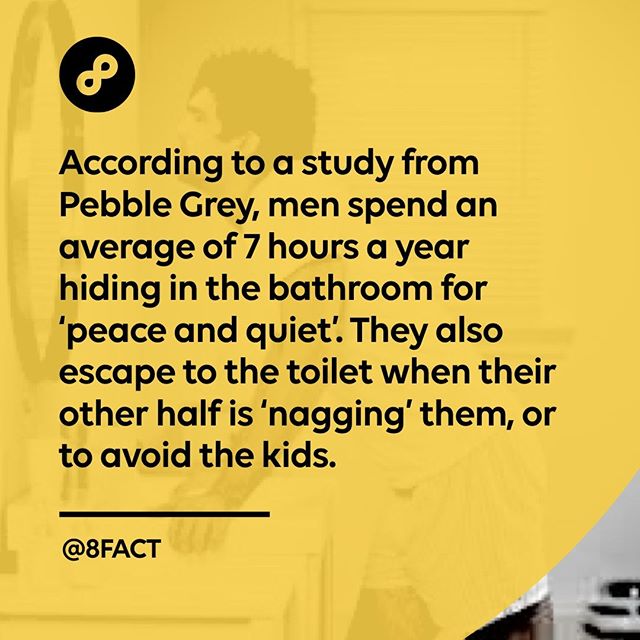 According to a study from
Pebble Grey, men spend an
average of 7 hours a year
hiding in the bathroom for
‘peace and quiet’. They also
escape to the toilet when their
other half is ‘nagging’ them, or
to avoid the kids.
@8FACT